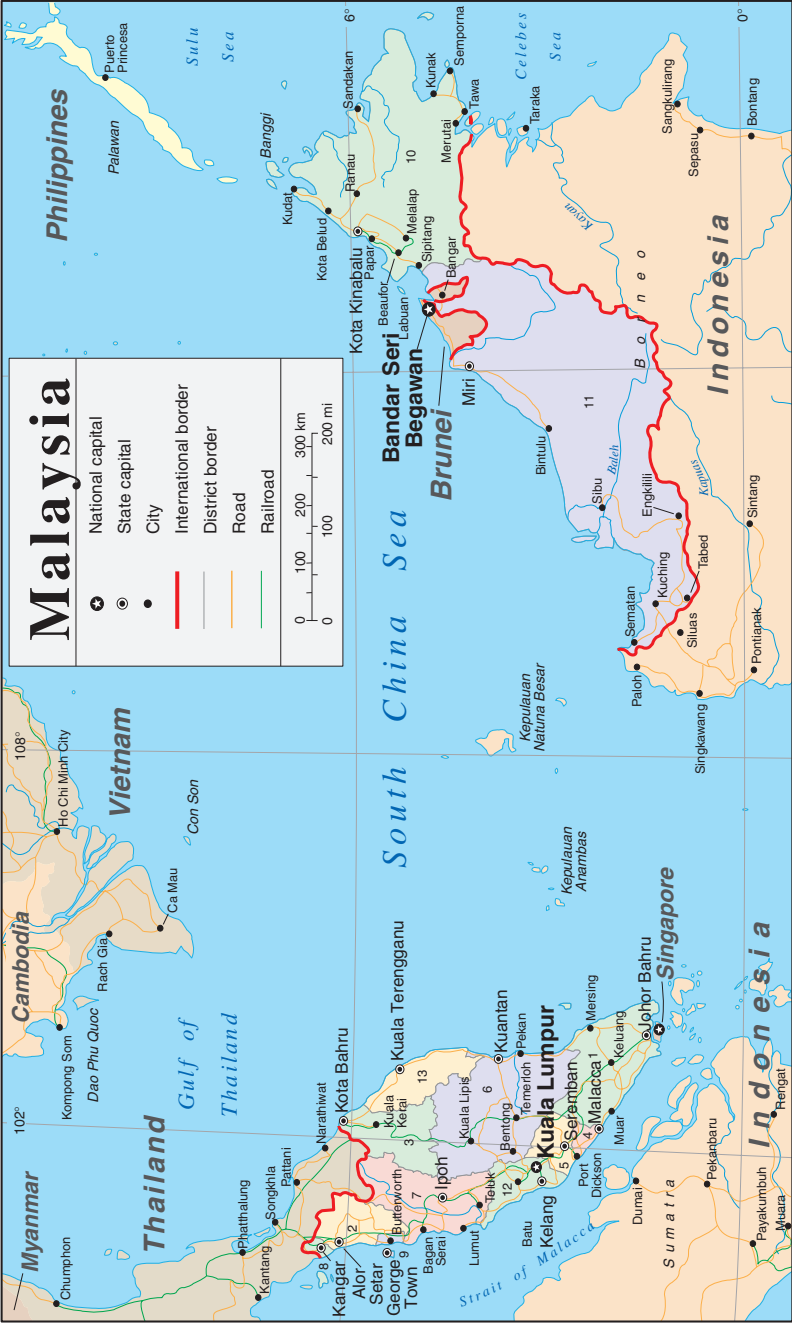 Malaysia
National capital
State capital
City
International border
District border
Road
Railroad
0 100 200 300 km
0 100 200 mi
Myanmar
Thailand
Cambodia
Vietnam
Philippines
Brunei
Indonesia
Indonesia
Singapore
Gulf of
Thailand
South China Sea
Sulu
Sea
Celebes
Sea
Strait of Malacca
Sumatra
Borneo
102°
108°
6°
0°
Chumphon
Phatthalung
Songkhla
Pattani
Narathiwat
Kantang
Kompong Som
Dao Phu Quoc
Rach Gia
Ca Mau
Ho Chi Minh City
Con Son
Palawan
Puerto
Princesa
Banggi
Kangar
Alor
Setar
George
Town
Butterworth
Bagan
Serai
Lumut
Ipoh
Teluk
Batu
Kelang
Kuala Lumpur
Port
Dickson
Seremban
Malacca
Muar
Keluang
Mersing
Johor Bahru
Kota Bahru
Kuala
Kerai
Kuala Terengganu
Kuala Lipis
Bentong
Temerloh
Kuantan
Pekan
1
2
3
4
5
6
7
8
9
10
11
12
13
Dumai
Pekanbaru
Payakumbuh
Muara
Rengat
Kepulauan
Anambas
Kepulauan
Natuna Besar
Paloh
Singkawang
Pontianak
Sintang
Sematan
Siluas
Kuching
Tabed
Engkilili
Sibu
Baleh
Kapuas
Bintulu
Miri
Bandar Seri
Begawan
Bangar
Labuan
Beaufor
Sipitang
Melalap
Papar
Kota Kinabalu
Kota Belud
Kudat
Ranau
Sandakan
Kunak
Semporna
Tawa
Merutai
Taraka
Kayan
Sangkulirang
Sepasu
Bontang